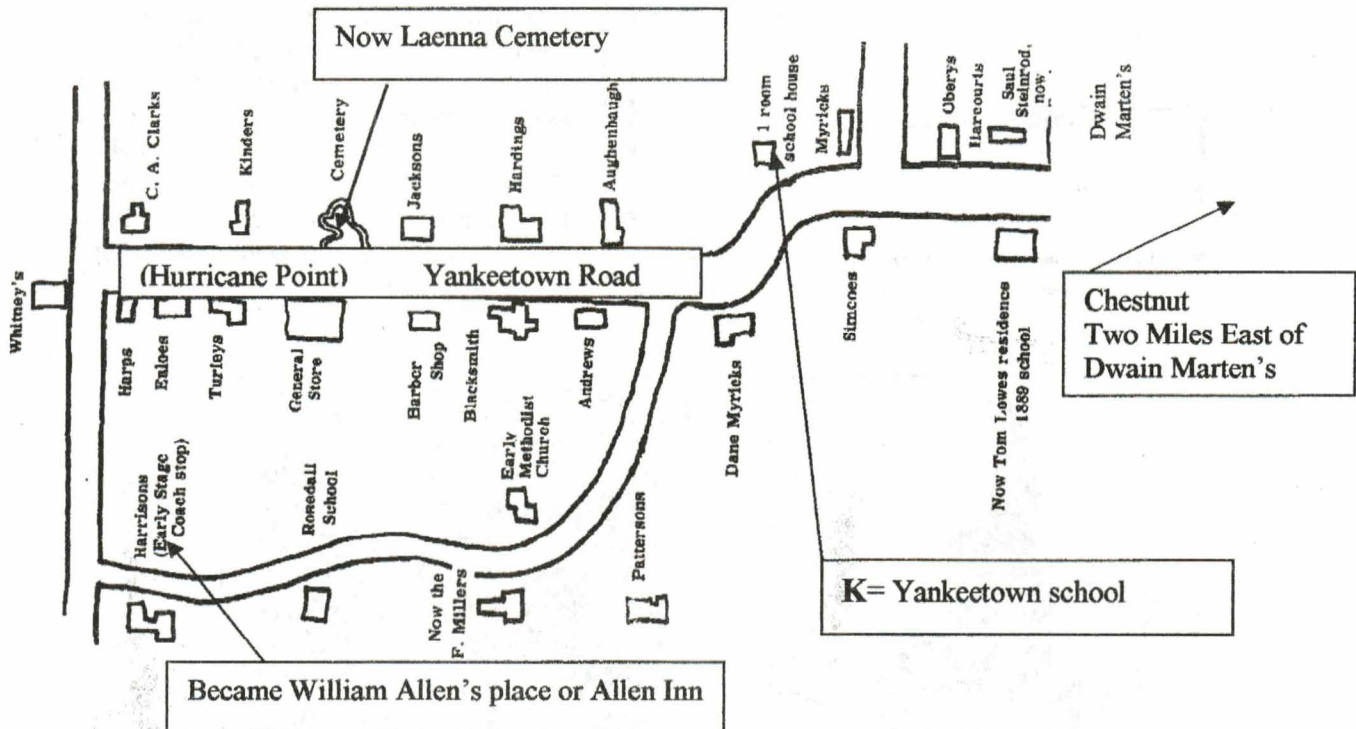 Now Laenna Cemetery
C. A. Clarks
Kinders
Cemetery
Jacksons
Hardings
Aughenbaugh
1 room
school house
Myricks
Oberys
Harcourts
Saul
Steinrod,
now
Dwain
Marten's
Whitney's
(Hurricane Point) Yankeetown Road
Harps
Enloes
Turleys
General
Store
Barbor
Shop
Blacksmith
Andrews
Dane Myricks
Simcoes
Now Tom Lowes residence
1889 school
Chestnut
Two Miles East of
Dwain Marten's
Harrisons
(Early Stage
Coach stop)
Rosedall
School
Early
Methodist
Church
Now the
F. Millers
Pattersons
K= Yankeetown school
Became William Allen's place or Allen Inn